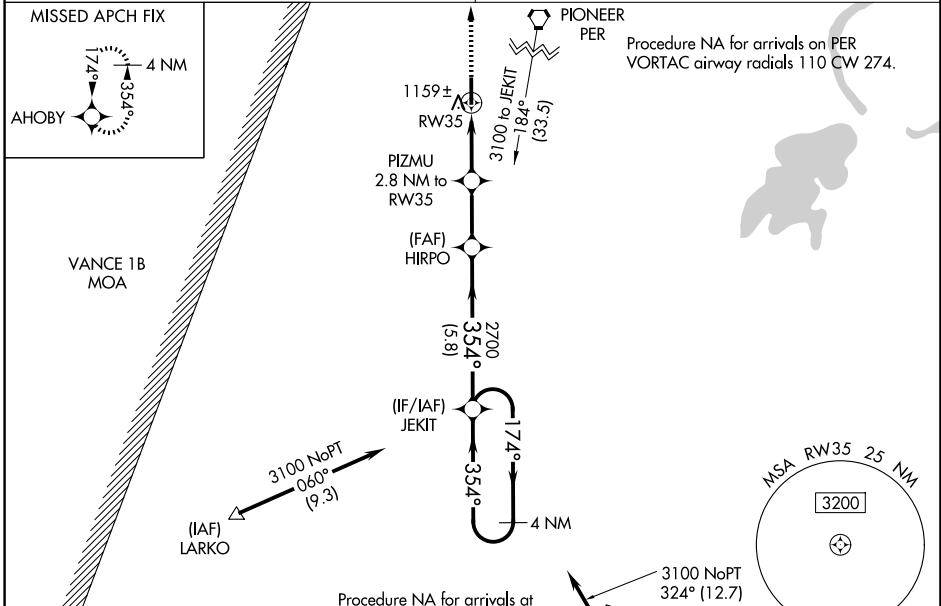 MISSED APCH FIX
174°
4 NM
354°
AHOBY
PIONEER
PER
Procedure NA for arrivals on PER
VORTAC airway radials 110 CW 274.
1159±
RW35
3100 to JEKIT
184°
(33.5)
PIZMU
2.8 NM to
RW35
(FAF)
HIRPO
VANCE 1B
MOA
2700
354°
(5.8)
(IF/IAF)
JEKIT
174°
354°
4 NM
3100 NoPT
060°
(9.3)
(IAF)
LARKO
MSA RW35 25 NM
3200
3100 NoPT
324° (12.7)
Procedure NA for arrivals at